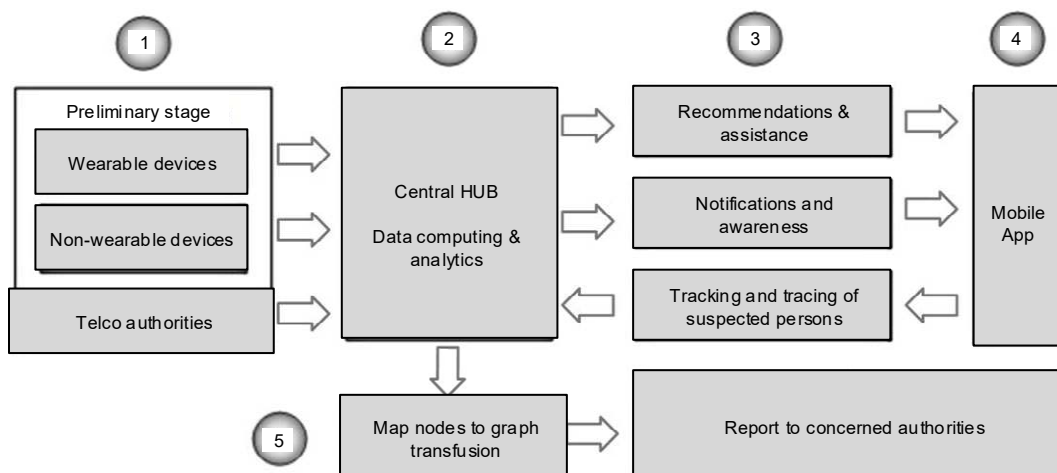 1
2
3
4
Preliminary stage
Wearable devices
Non-wearable devices
Telco authorities
Central HUB
Data computing &
analytics
Recommendations &
assistance
Notifications and
awareness
Tracking and tracing of
suspected persons
Mobile
App
5
Map nodes to graph
transfusion
Report to concerned authorities